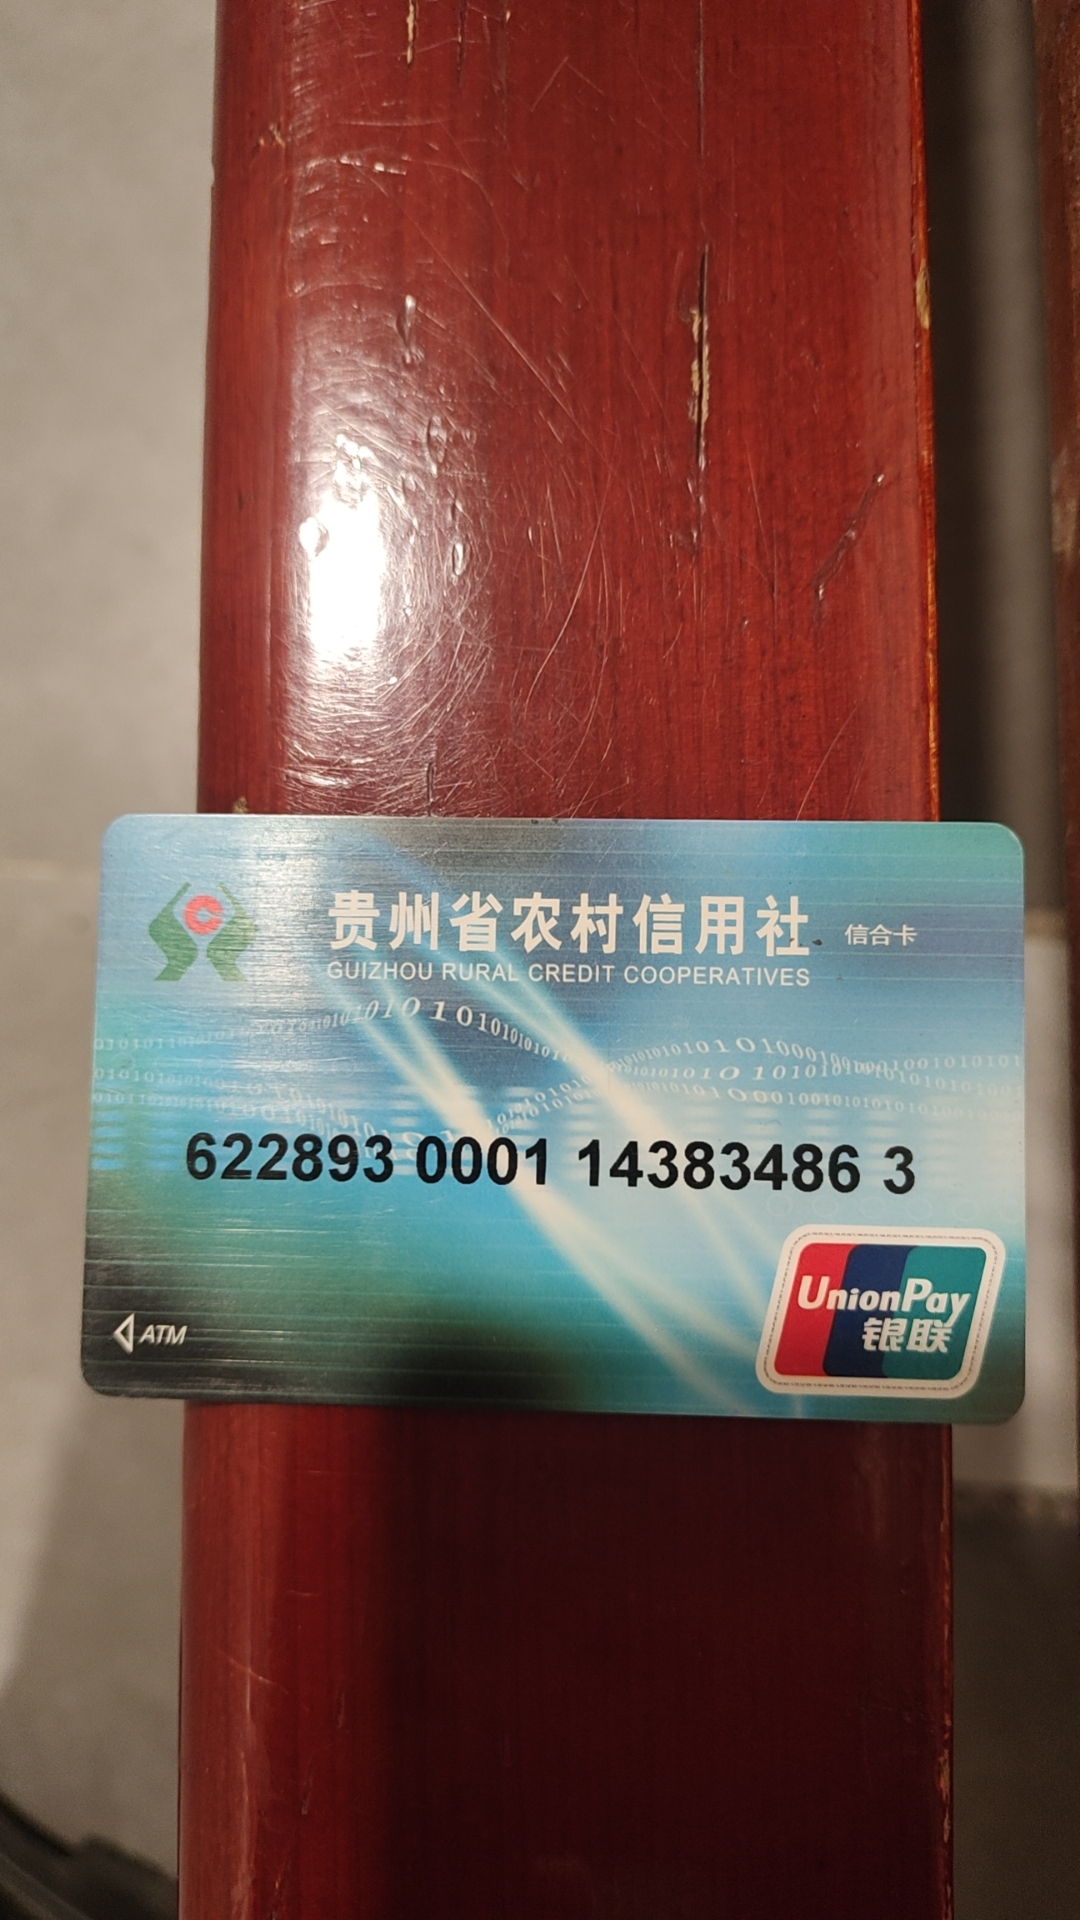 贵州省农村信用社 信合卡
GUIZHOU RURAL CREDIT COOPERATIVES
622893 0001 14383486 3
UnionPay
银联
ATM